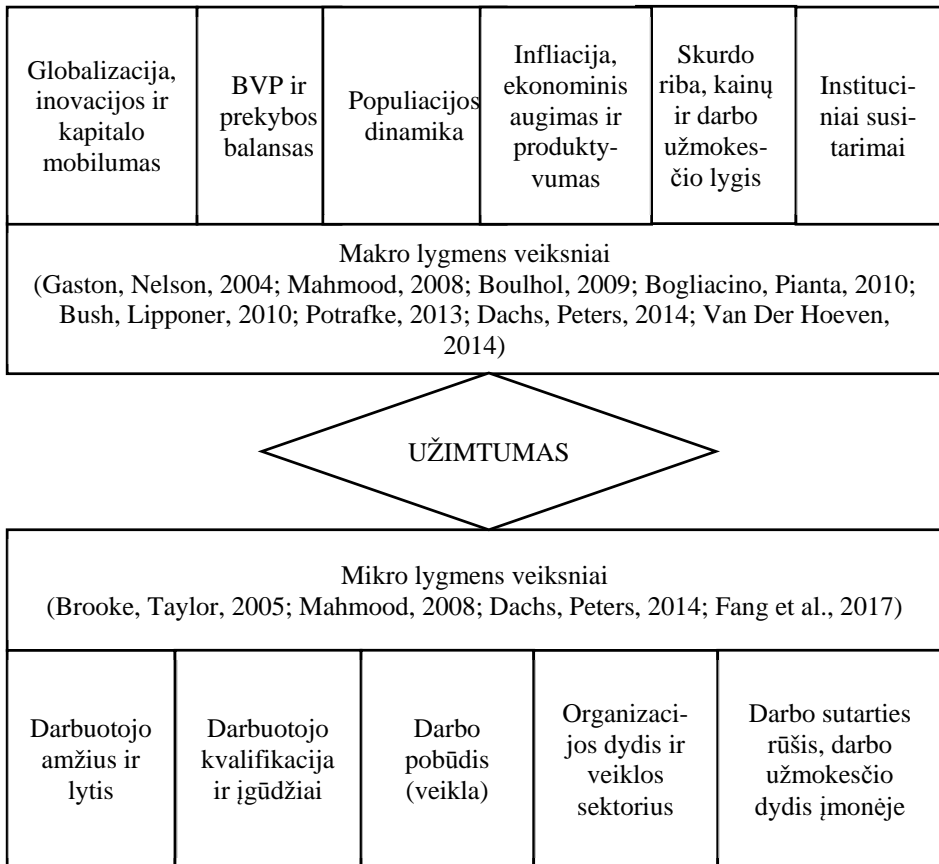 Globalizacija,
inovacijos ir
kapitalo
mobilumas
BVP ir
prekybos
balansas
Populiacijos
dinamika
Infliacija,
ekonominis
augimas ir
produkty-
vumas
Skurdo
riba, kainų
ir darbo
užmokes-
čio lygis
Instituci-
niai susi-
tarimai
Makro lygmens veiksniai
(Gaston, Nelson, 2004; Mahmood, 2008; Boulhol, 2009; Bogliacino, Pianta, 2010;
Bush, Lipponer, 2010; Potrafke, 2013; Dachs, Peters, 2014; Van Der Hoeven,
2014)
UŽIMTUMAS
Mikro lygmens veiksniai
(Brooke, Taylor, 2005; Mahmood, 2008; Dachs, Peters, 2014; Fang et al., 2017)
Darbuotojo
amžius ir
lytis
Darbuotojo
kvalifikacija
ir įgūdžiai
Darbo
pobūdis
(veikla)
Organizaci-
jos dydis ir
veiklos
sektorius
Darbo sutarties
rūšis, darbo
užmokesčio
dydis įmonėje